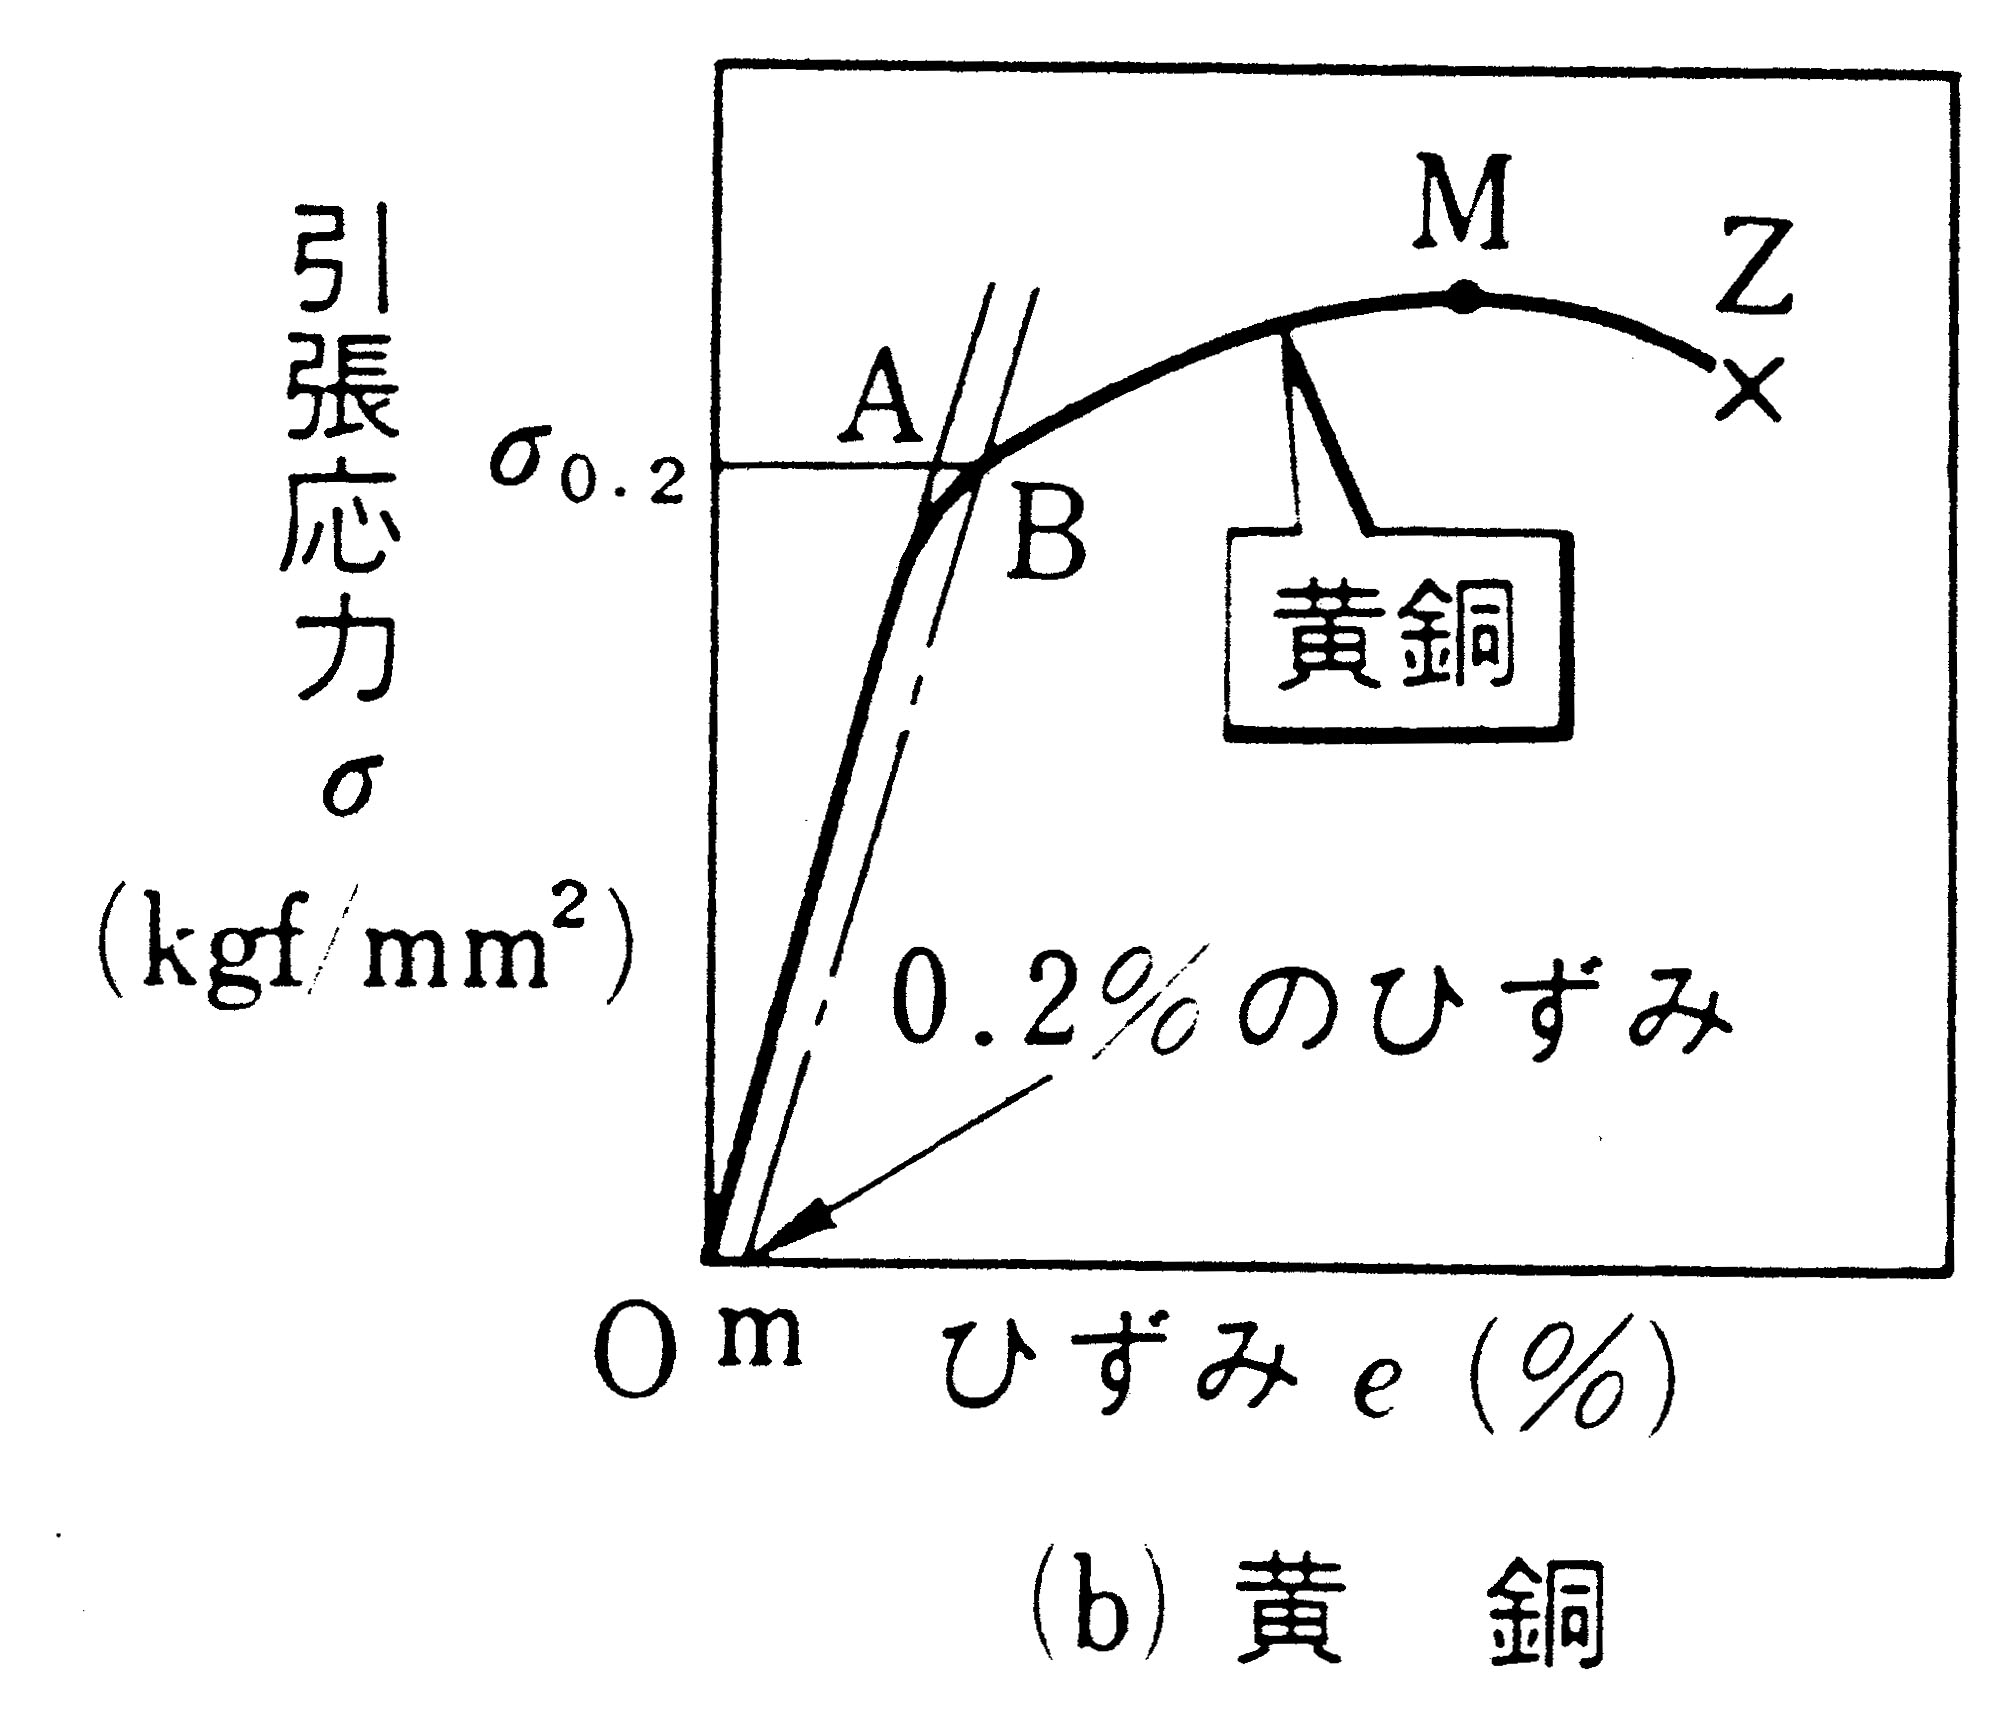 引張応力
σ
(kgf/mm²)
σ0.2
A
B
M
Z
黄銅
0.2%のひずみ
O
m
ひずみ e (%)
(b) 黄 銅